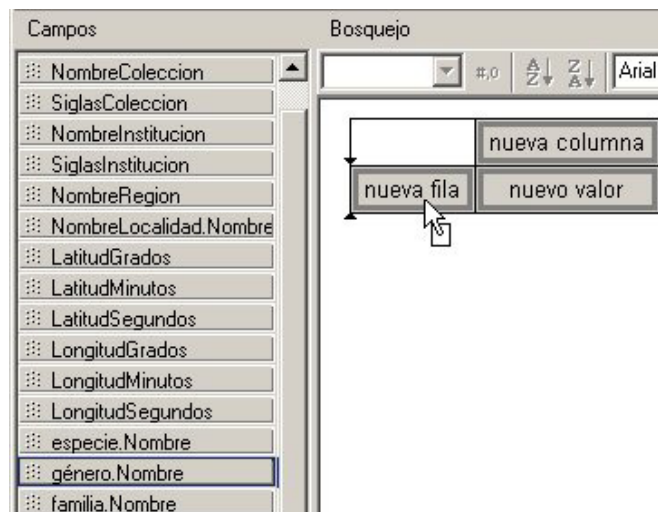 Campos
Bosquejo
NombreColeccion
SiglasColeccion
NombreInstitucion
SiglasInstitucion
NombreRegion
NombreLocalidad.Nombre
LatitudGrados
LatitudMinutos
LatitudSegundos
LongitudGrados
LongitudMinutos
LongitudSegundos
especie.Nombre
género.Nombre
familia.Nombre
#,0
A Z
Z A
Arial
nueva columna
nueva fila
nuevo valor